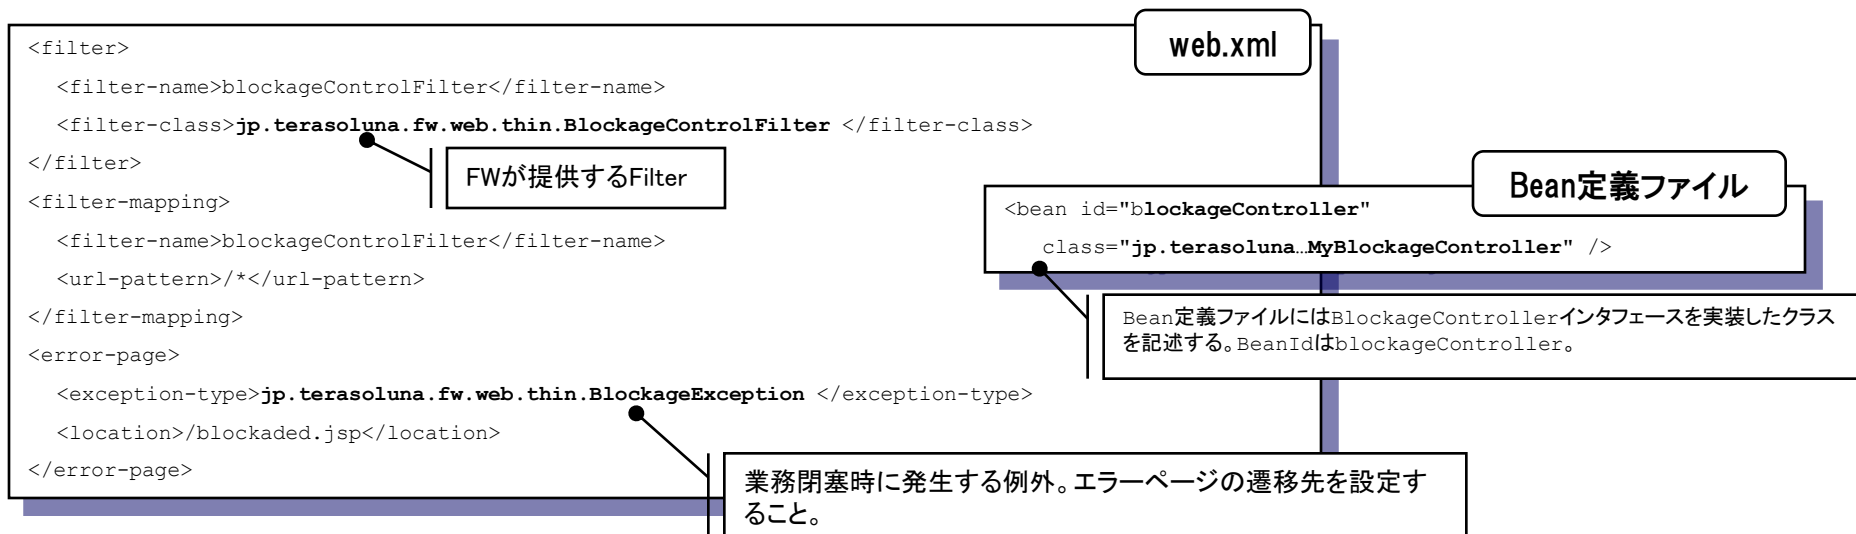 web.xml
<filter>
<filter-name>blockageControlFilter</filter-name>
<filter-class>jp.terasoluna.fw.web.thin.BlockageControlFilter </filter-class>
</filter>
FWが提供するFilter
<filter-mapping>
<filter-name>blockageControlFilter</filter-name>
<url-pattern>/*</url-pattern>
</filter-mapping>
<error-page>
<exception-type>jp.terasoluna.fw.web.thin.BlockageException </exception-type>
<location>/blockaded.jsp</location>
</error-page>
業務閉塞時に発生する例外。エラーページの遷移先を設定す
ること。
Bean定義ファイル
<bean id="blockageController"
class="jp.terasoluna…MyBlockageController" />
Bean定義ファイルにはBlockageControllerインタフェースを実装したクラス
を記述する。BeanIdはblockageController。